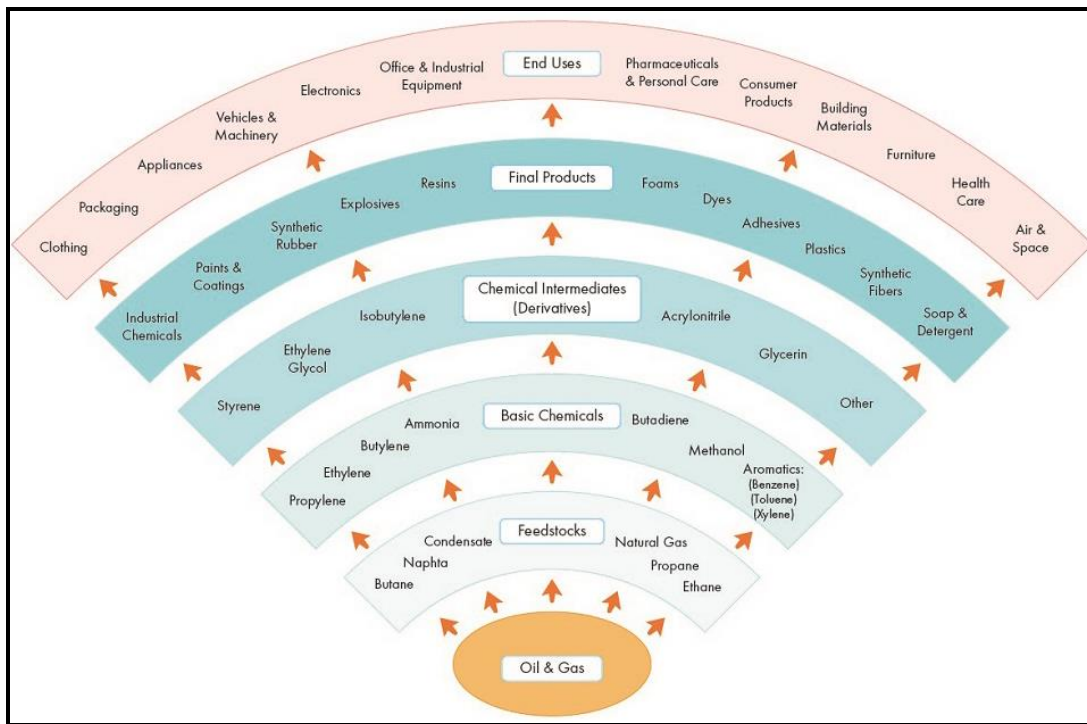 End Uses
Clothing
Packaging
Appliances
Vehicles &
Machinery
Electronics
Office & Industrial
Equipment
Pharmaceuticals
& Personal Care
Consumer
Products
Building
Materials
Furniture
Health
Care
Air &
Space
Final Products
Industrial
Chemicals
Paints &
Coatings
Synthetic
Rubber
Explosives
Resins
Foams
Dyes
Adhesives
Plastics
Synthetic
Fibers
Soap &
Detergent
Chemical Intermediates
(Derivatives)
Styrene
Ethylene
Glycol
Isobutylene
Acrylonitrile
Glycerin
Other
Basic Chemicals
Propylene
Ethylene
Butylene
Ammonia
Butadiene
Methanol
Aromatics:
(Benzene)
(Toluene)
(Xylene)
Feedstocks
Butane
Naphta
Condensate
Natural Gas
Propane
Ethane
Oil & Gas